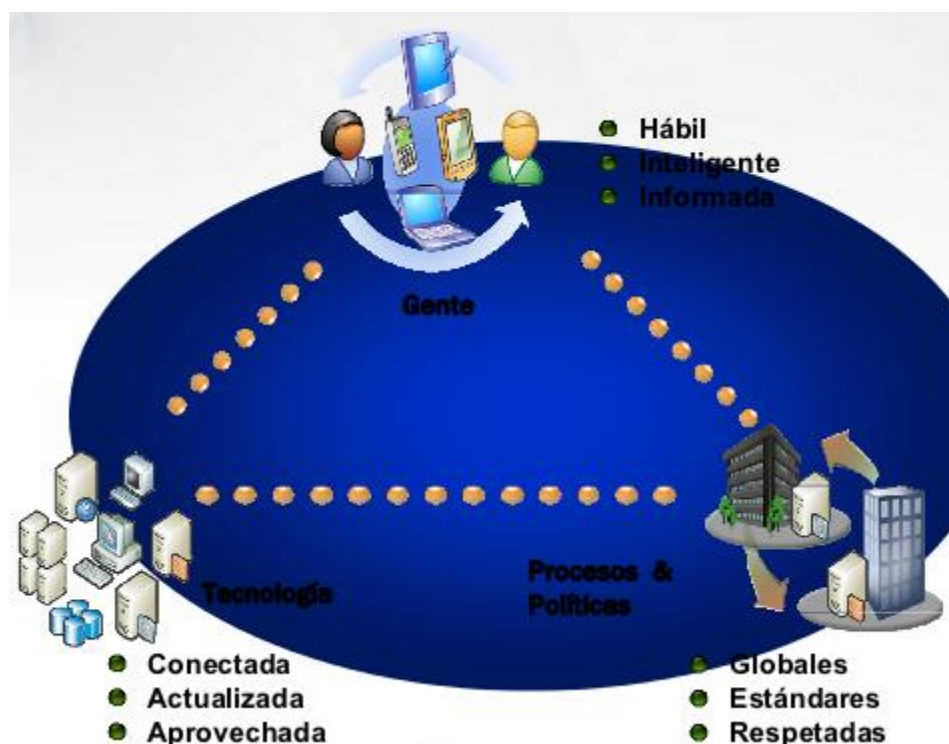 Hábil
Inteligente
Informada
Gente
Tecnología
Procesos &
Políticas
Conectada
Actualizada
Aprovechada
Globales
Estándares
Respetadas